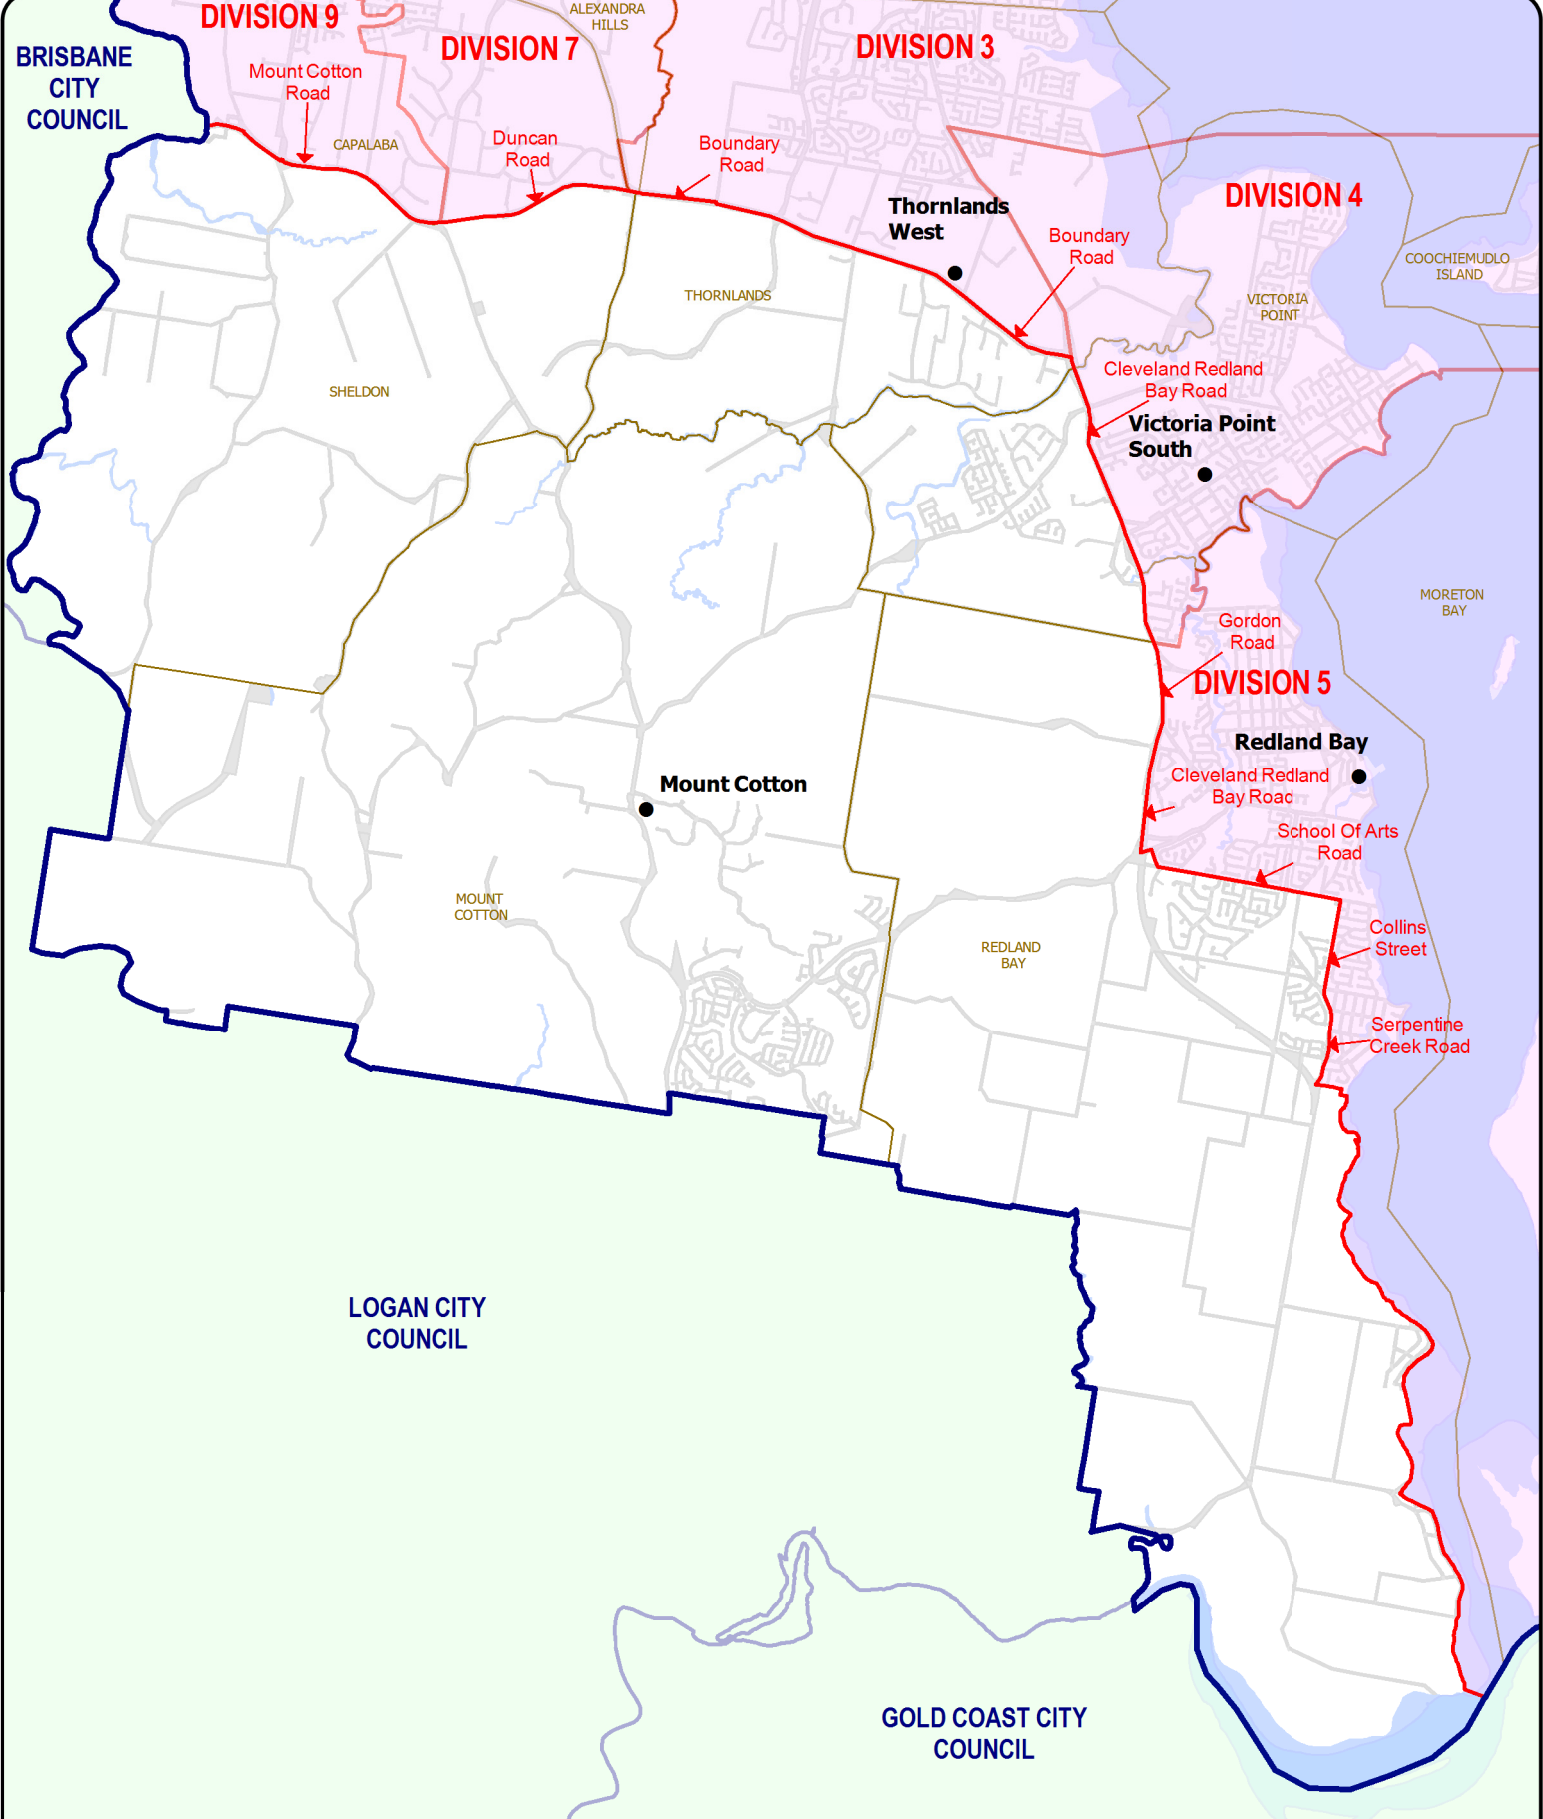 DIVISION 9
ALEXANDRA
HILLS
DIVISION 7
DIVISION 3
BRISBANE
CITY
COUNCIL
Mount Cotton
Road
CAPALABA
Duncan
Road
Boundary
Road
DIVISION 4
Thornlands
West
Boundary
Road
COOCHIEMUDLO
ISLAND
THORNLANDS
VICTORIA
POINT
SHELDON
Cleveland Redland
Bay Road
Victoria Point
South
MORETON
BAY
Gordon
Road
DIVISION 5
Redland Bay
Mount Cotton
Cleveland Redland
Bay Road
School Of Arts
Road
MOUNT
COTTON
REDLAND
BAY
Collins
Street
Serpentine
Creek Road
LOGAN CITY
COUNCIL
GOLD COAST CITY
COUNCIL